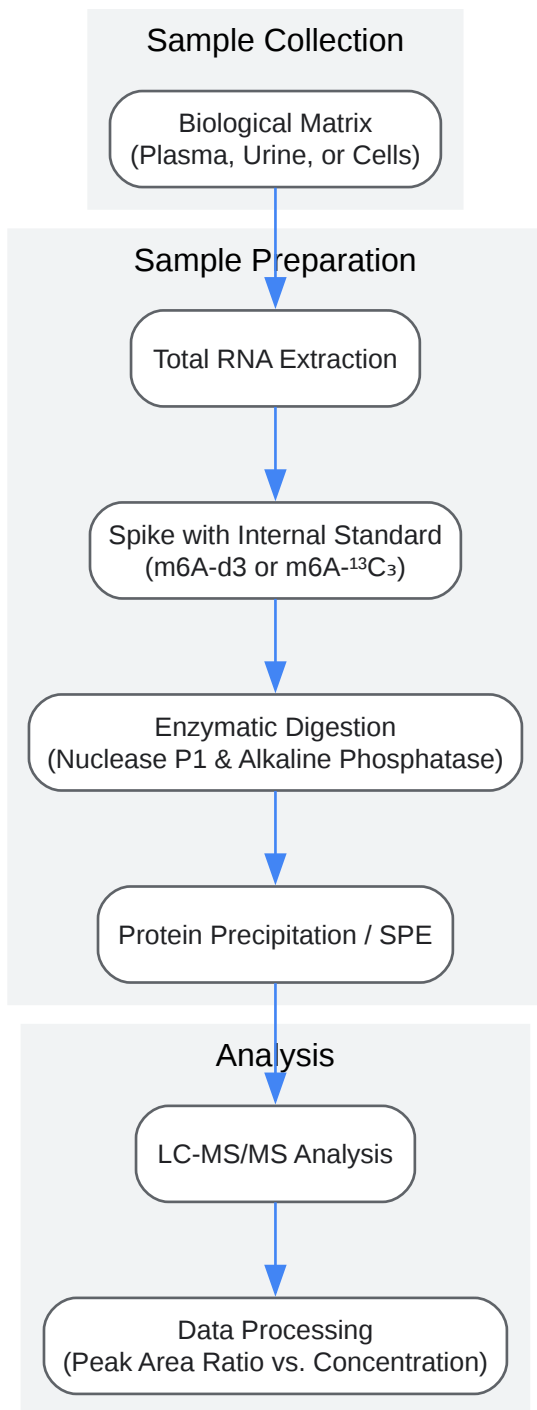 Sample Collection
Biological Matrix
(Plasma, Urine, or Cells)
Sample Preparation
Total RNA Extraction
Spike with Internal Standard
(m6A-d3 or m6A-¹³C₃)
Enzymatic Digestion
(Nuclease P1 & Alkaline Phosphatase)
Protein Precipitation / SPE
Analysis
LC-MS/MS Analysis
Data Processing
(Peak Area Ratio vs. Concentration)